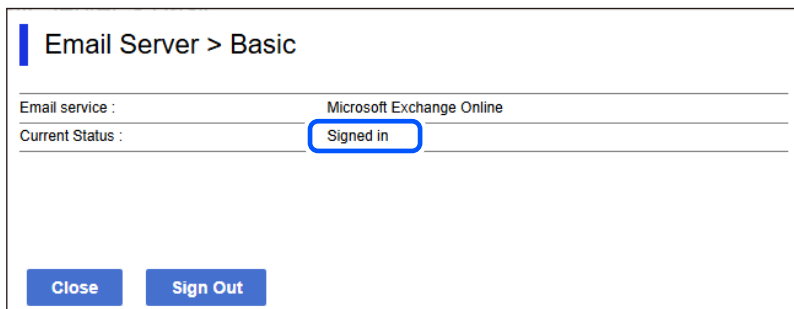 Email Server > Basic
Email service : Microsoft Exchange Online
Current Status : Signed in
Close Sign Out